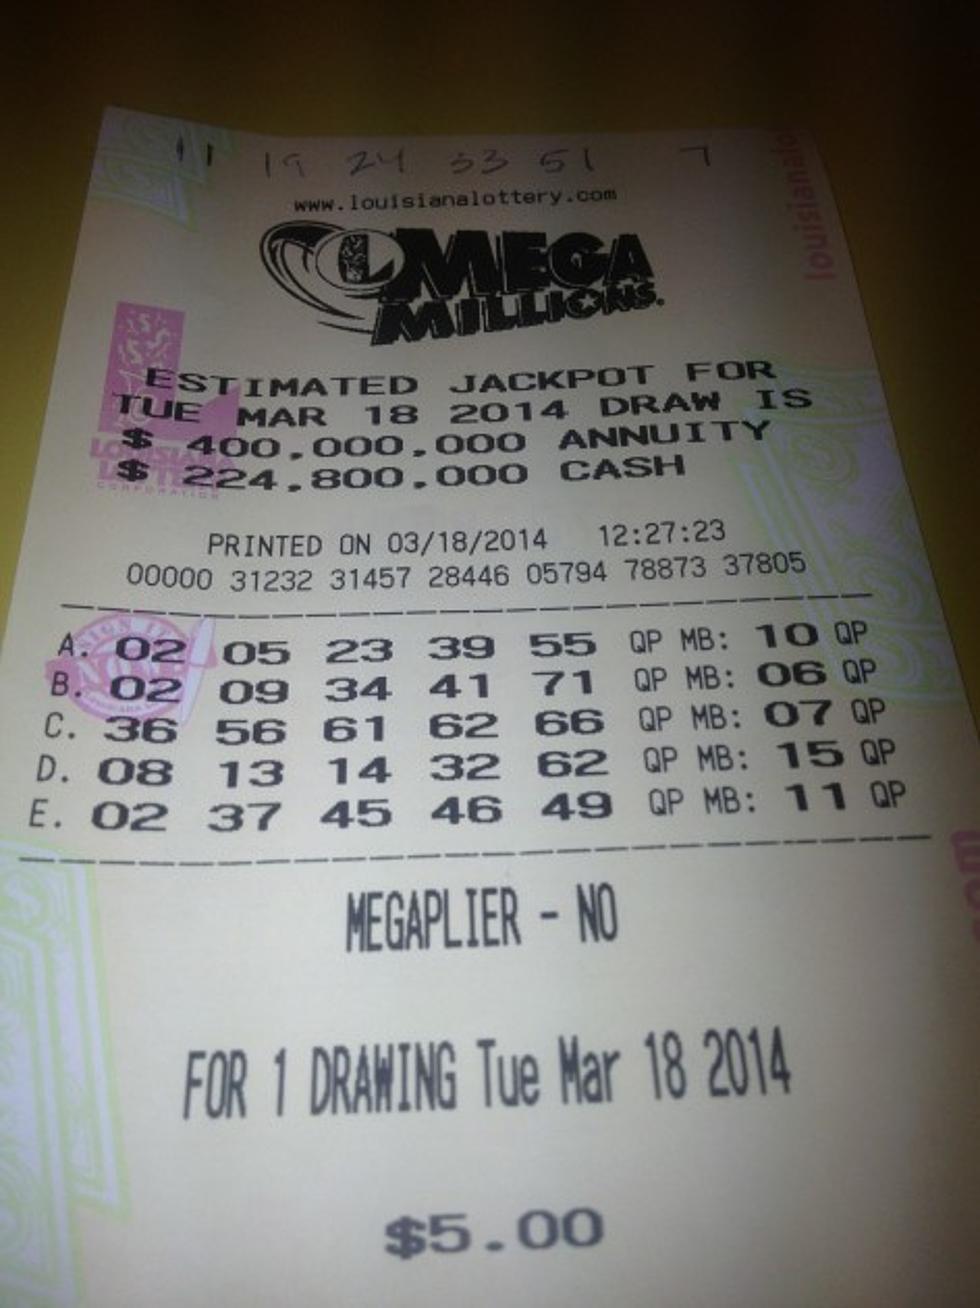 11 19 24 33 51 7
www.louisianalottery.com
louisianalo
MEGA
MILLIONS.
ESTIMATED JACKPOT FOR
TUE MAR 18 2014 DRAW IS
$ 400,000,000 ANNUITY
$ 224,800,000 CASH
PRINTED ON 03/18/2014 12:27:23
00000 31232 31457 28446 05794 78873 37805
A. 02 05 23 39 55 QP MB: 10 QP
B. 02 09 34 41 71 QP MB: 06 QP
C. 36 56 61 62 66 QP MB: 07 QP
D. 08 13 14 32 62 QP MB: 15 QP
E. 02 37 45 46 49 QP MB: 11 QP
MEGAPLIER - NO
FOR 1 DRAWING Tue Mar 18 2014
$5.00